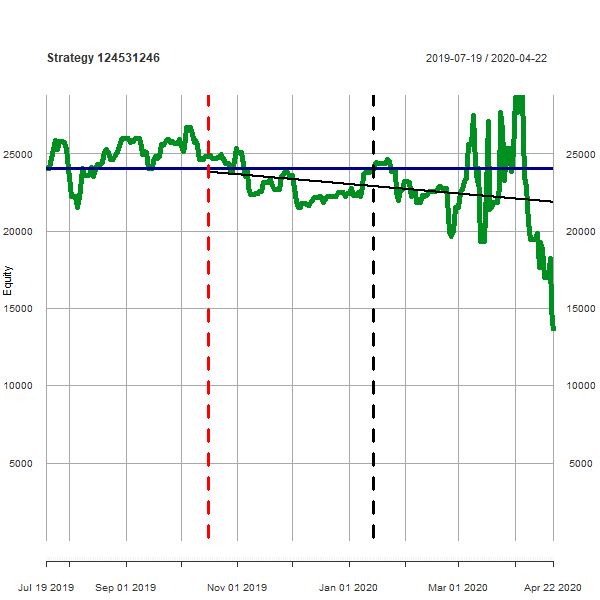 Strategy 124531246
2019-07-19 / 2020-04-22
25000
25000
20000
20000
Equity
15000
15000
10000
10000
5000
5000
Jul 19 2019
Sep 01 2019
Nov 01 2019
Jan 01 2020
Mar 01 2020
Apr 22 2020